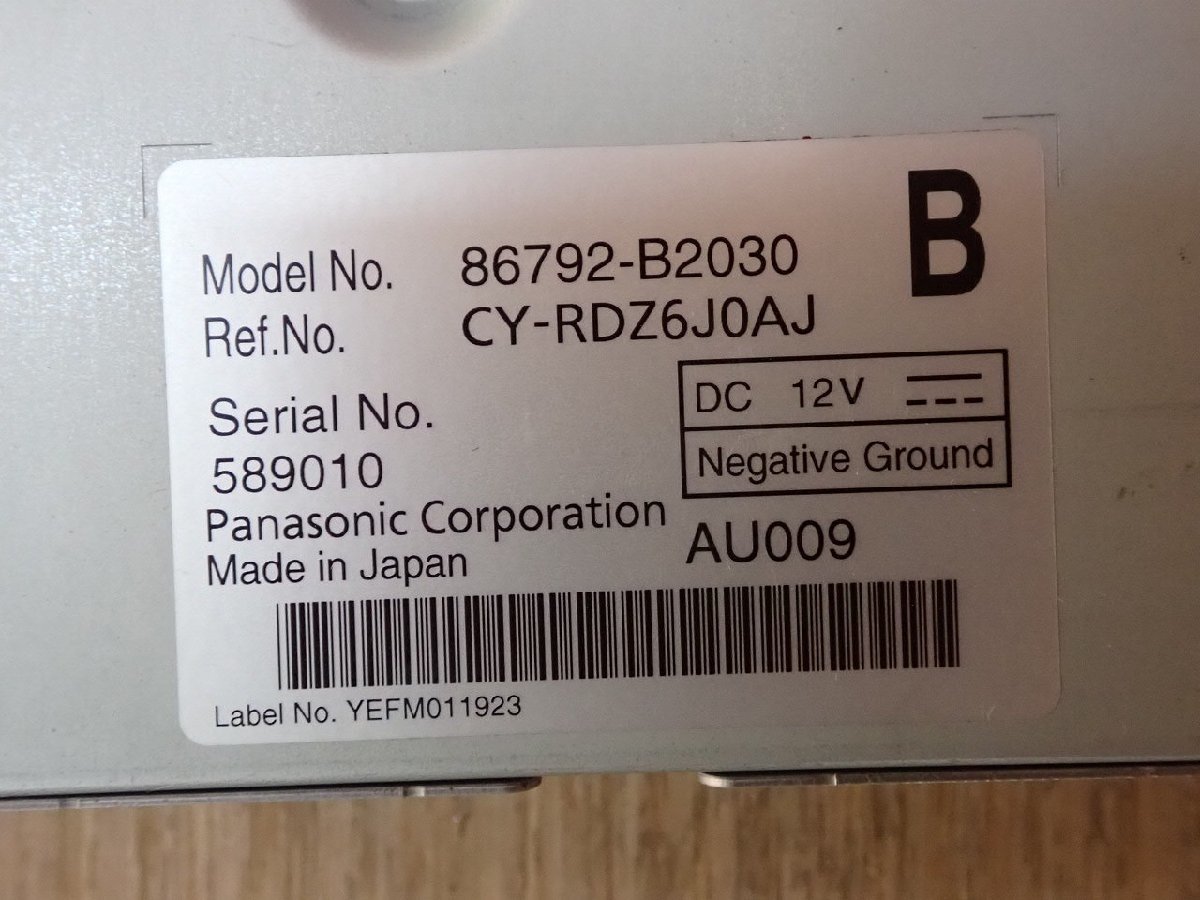 B
Model No. 86792-B2030
Ref.No. CY-RDZ6J0AJ
DC 12V
Serial No.
Negative Ground
589010
Panasonic Corporation
AU009
Made in Japan
Label No. YEFM011923